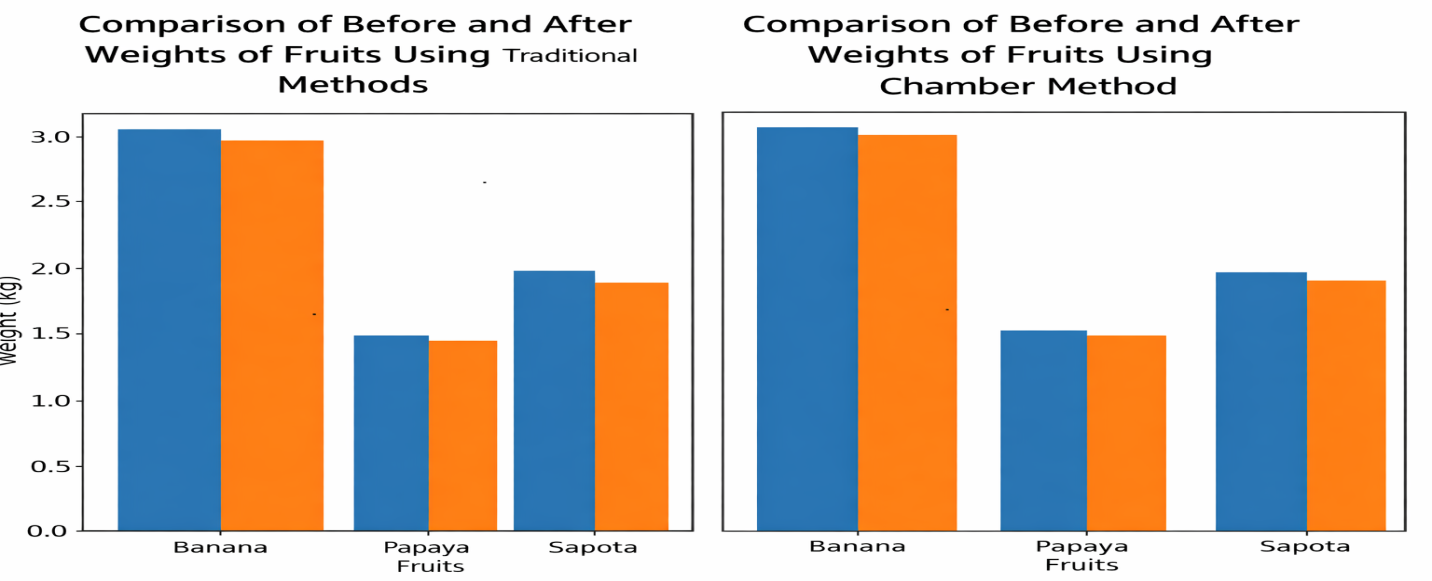 Comparison of Before and After
Weights of Fruits Using Traditional
Methods
3.0
2.5
2.0
1.5
1.0
0.5
0.0
Weight (kg)
Banana
Papaya
Sapota
Fruits
Comparison of Before and After
Weights of Fruits Using
Chamber Method
Banana
Papaya
Sapota
Fruits